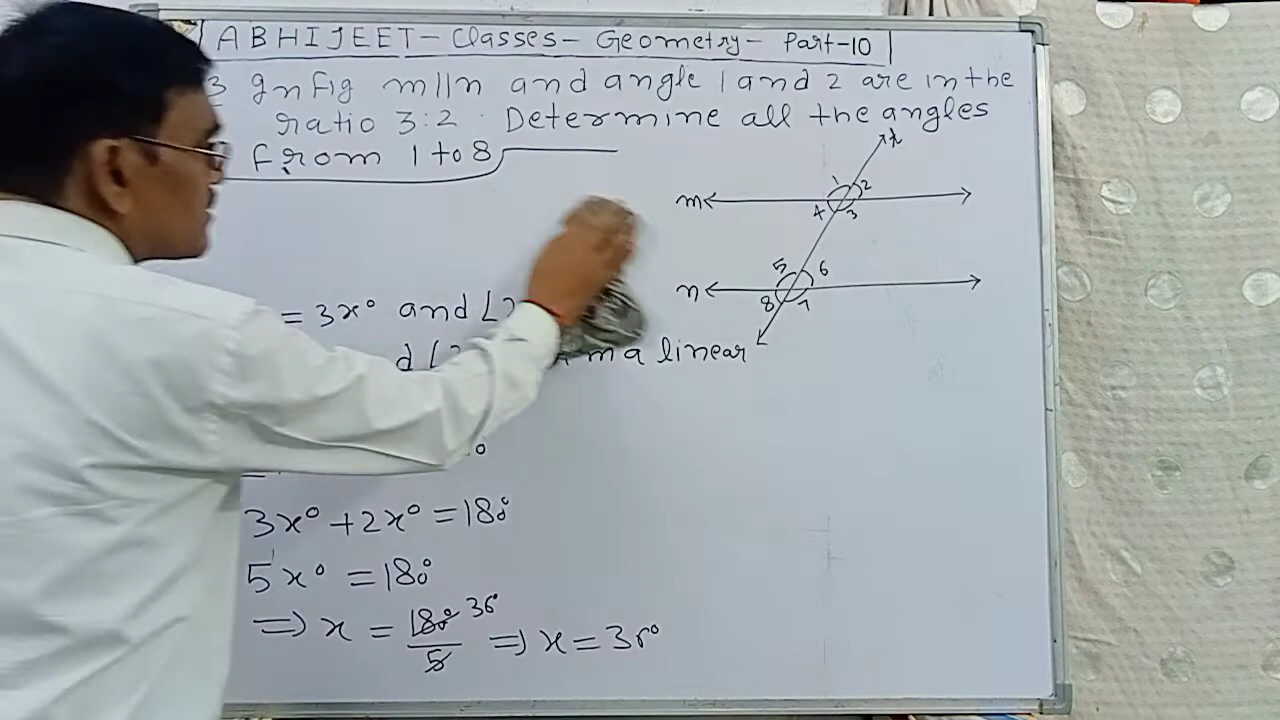 ABHIJEET-Classes-Geometry-Part-10
3 In Fig m||n and angle 1 and 2 are in the
ratio 3:2. Determine all the angles
from 1 to 8
t
m 1 2
4 3
5 6
n
8 7
= 3x° and ∠2
d ∠2 m a linear
3x° + 2x° = 180°
5x° = 180°
⇒ x = 180°/5 36° ⇒ x = 36°